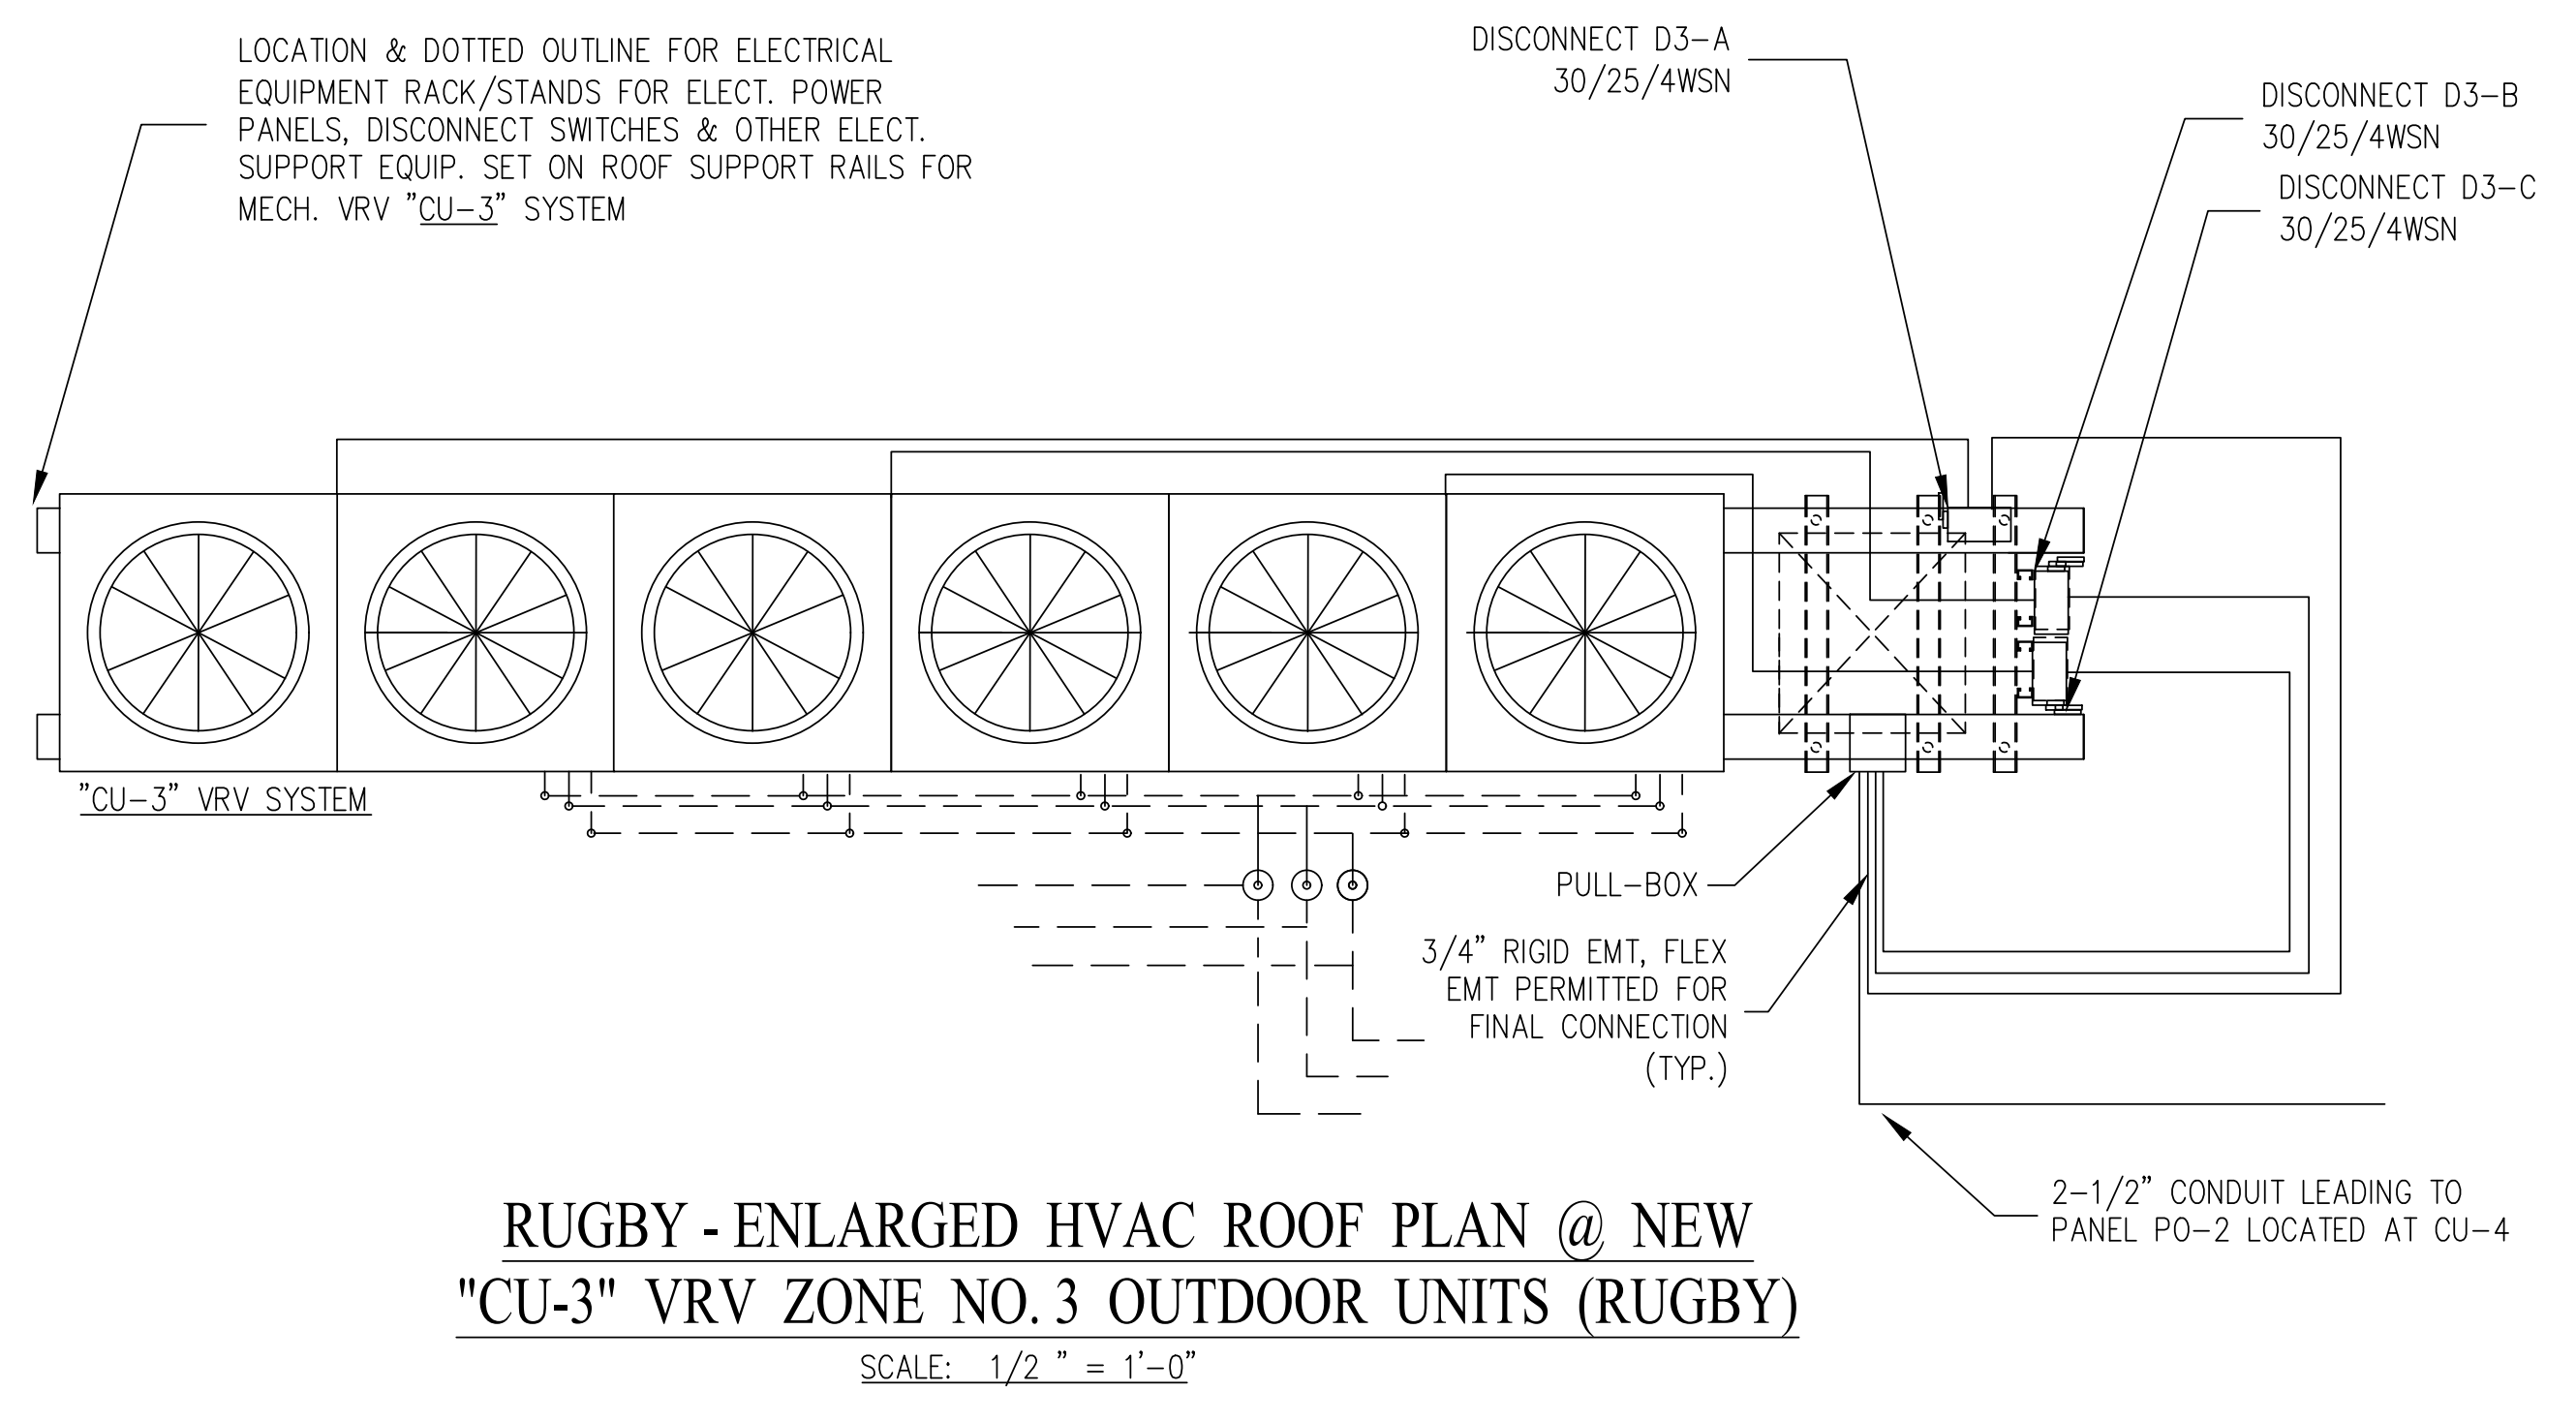 LOCATION & DOTTED OUTLINE FOR ELECTRICAL
EQUIPMENT RACK/STANDS FOR ELECT. POWER
PANELS, DISCONNECT SWITCHES & OTHER ELECT.
SUPPORT EQUIP. SET ON ROOF SUPPORT RAILS FOR
MECH. VRV "CU-3" SYSTEM
DISCONNECT D3-A
30/25/4WSN
DISCONNECT D3-B
30/25/4WSN
DISCONNECT D3-C
30/25/4WSN
"CU-3" VRV SYSTEM
PULL-BOX
3/4" RIGID EMT, FLEX
EMT PERMITTED FOR
FINAL CONNECTION
(TYP.)
2-1/2" CONDUIT LEADING TO
PANEL PO-2 LOCATED AT CU-4
RUGBY - ENLARGED HVAC ROOF PLAN @ NEW
"CU-3" VRV ZONE NO. 3 OUTDOOR UNITS (RUGBY)
SCALE: 1/2 " = 1'-0"